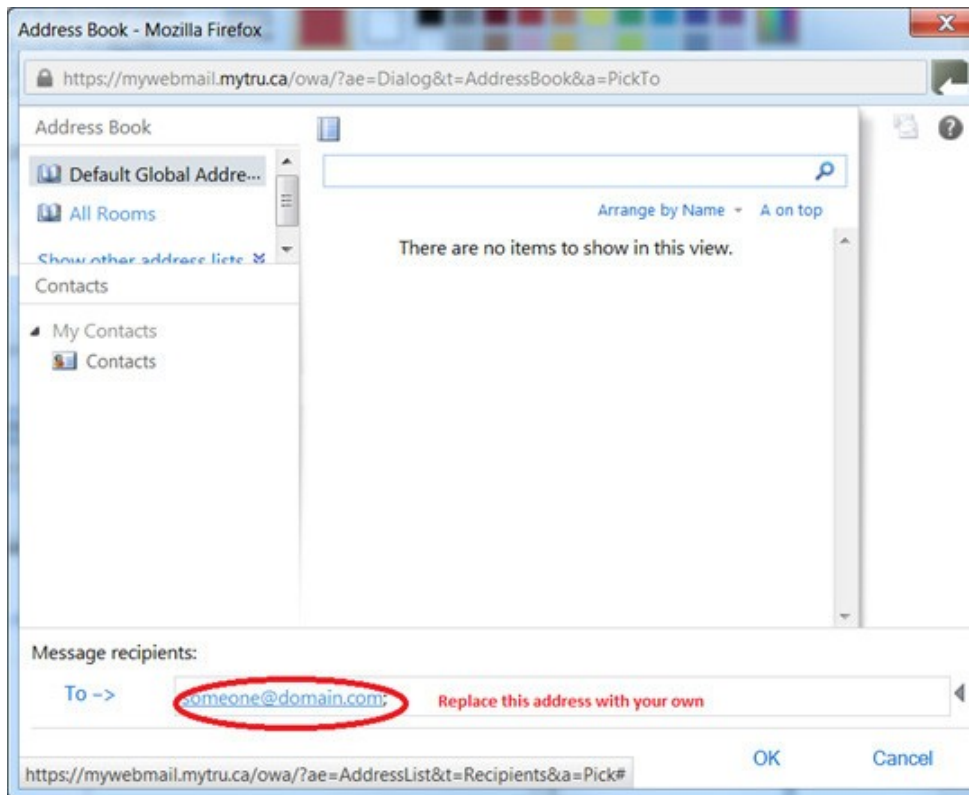 Address Book - Mozilla Firefox
https://mywebmail.mytru.ca/owa/?ae=Dialog&t=AddressBook&a=PickTo
Address Book
Default Global Addre...
All Rooms
Show other address lists
Contacts
My Contacts
Contacts
Arrange by Name
A on top
There are no items to show in this view.
Message recipients:
To ->
someone@domain.com;
Replace this address with your own
OK
Cancel
https://mywebmail.mytru.ca/owa/?ae=AddressList&t=Recipients&a=Pick#